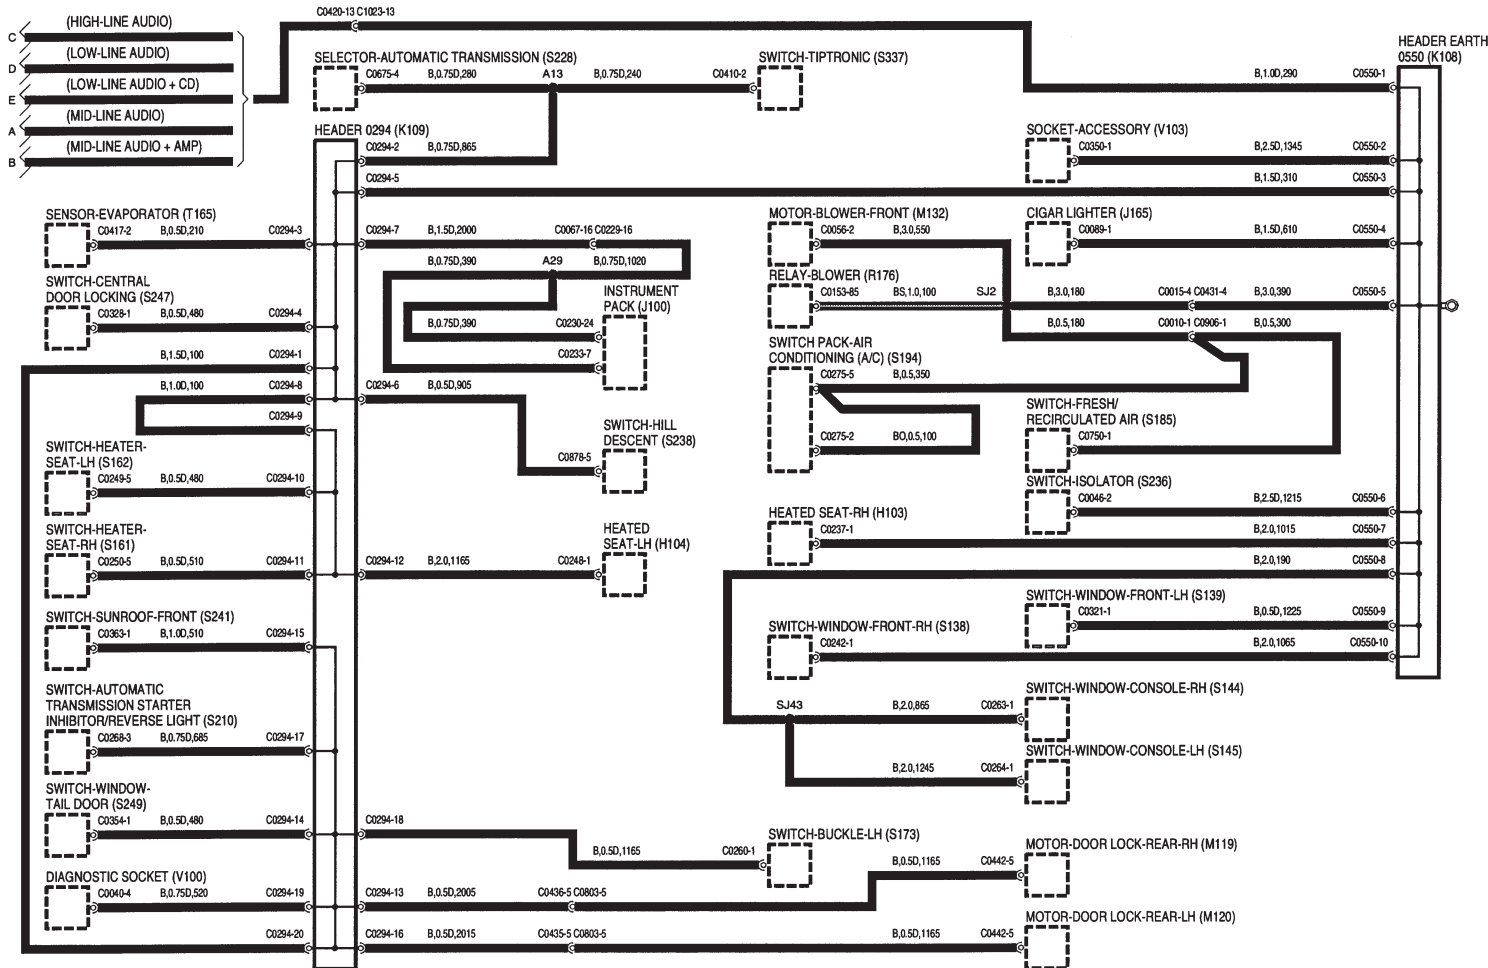 C0420-13 C1023-13
(HIGH-LINE AUDIO)
C
(LOW-LINE AUDIO)
D
(LOW-LINE AUDIO + CD)
E
(MID-LINE AUDIO)
A
(MID-LINE AUDIO + AMP)
B
SELECTOR-AUTOMATIC TRANSMISSION (S228)
C0675-4 B,0.75D,280 A13 B,0.75D,240 C0410-2
SWITCH-TIPTRONIC (S337)
HEADER EARTH
0550 (K108)
B,1.0D,290 C0550-1
HEADER 0294 (K109)
C0294-2 B,0.75D,865
C0294-5
SOCKET-ACCESSORY (V103)
C0350-1 B,2.5D,1345 C0550-2
B,1.5D,310 C0550-3
SENSOR-EVAPORATOR (T165)
C0417-2 B,0.5D,210 C0294-3
C0294-7 B,1.5D,2000 C0067-16 C0229-16
B,0.75D,390 A29 B,0.75D,1020
MOTOR-BLOWER-FRONT (M132)
C0056-2 B,3.0,550
CIGAR LIGHTER (J165)
C0089-1 B,1.5D,610 C0550-4
SWITCH-CENTRAL
DOOR LOCKING (S247)
C0328-1 B,0.5D,480 C0294-4
INSTRUMENT
PACK (J100)
B,0.75D,390 C0230-24
C0233-7
RELAY-BLOWER (R176)
C0153-85 BS,1.0,100 SJ2 B,3.0,180 C0015-4 C0431-4 B,3.0,390 C0550-5
B,0.5,180 C0010-1 C0906-1 B,0.5,300
SWITCH PACK-AIR
CONDITIONING (A/C) (S194)
C0275-5 B,0.5,350
C0275-2 BO,0.5,100
B,1.5D,100 C0294-1
B,1.0D,100 C0294-8
C0294-9
C0294-6 B,0.5D,905
SWITCH-FRESH/
RECIRCULATED AIR (S185)
C0750-1
SWITCH-HILL
DESCENT (S238)
C0878-5
SWITCH-HEATER-
SEAT-LH (S162)
C0249-5 B,0.5D,480 C0294-10
SWITCH-ISOLATOR (S236)
C0046-2 B,2.5D,1215 C0550-6
HEATED SEAT-RH (H103)
C0237-1 B,2.0,1015 C0550-7
B,2.0,190 C0550-8
SWITCH-HEATER-
SEAT-RH (S161)
C0250-5 B,0.5D,510 C0294-11
C0294-12 B,2.0,1165 C0248-1
HEATED
SEAT-LH (H104)
SWITCH-SUNROOF-FRONT (S241)
C0363-1 B,1.0D,510 C0294-15
SWITCH-WINDOW-FRONT-LH (S139)
C0321-1 B,0.5D,1225 C0550-9
SWITCH-WINDOW-FRONT-RH (S138)
C0242-1 B,2.0,1065 C0550-10
SWITCH-AUTOMATIC
TRANSMISSION STARTER
INHIBITOR/REVERSE LIGHT (S210)
C0268-3 B,0.75D,685 C0294-17
SWITCH-WINDOW-CONSOLE-RH (S144)
SJ43 B,2.0,865 C0263-1
SWITCH-WINDOW-CONSOLE-LH (S145)
B,2.0,1245 C0264-1
SWITCH-WINDOW-
TAIL DOOR (S249)
C0354-1 B,0.5D,480 C0294-14
C0294-18
B,0.5D,1165 C0260-1
SWITCH-BUCKLE-LH (S173)
MOTOR-DOOR LOCK-REAR-RH (M119)
B,0.5D,1165 C0442-5
DIAGNOSTIC SOCKET (V100)
C0040-4 B,0.75D,520 C0294-19
C0294-13 B,0.5D,2005 C0436-5 C0803-5
MOTOR-DOOR LOCK-REAR-LH (M120)
C0294-20
C0294-16 B,0.5D,2015 C0435-5 C0803-5 B,0.5D,1165 C0442-5